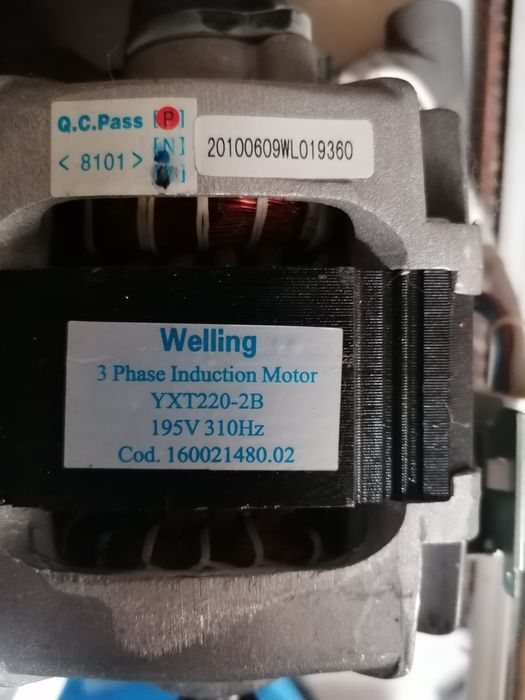 Q.C.Pass [P]
[N]
< 8101 >
20100609WL019360
Welling
3 Phase Induction Motor
YXT220-2B
195V 310Hz
Cod. 160021480.02